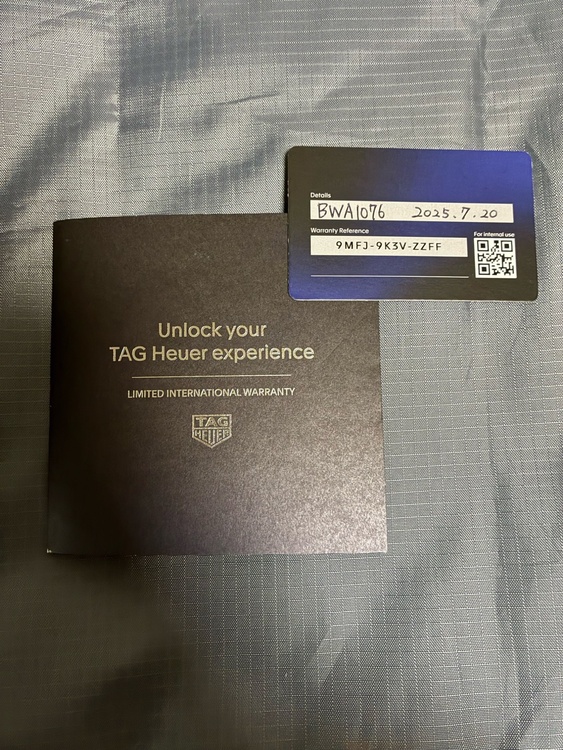 Details
BWA1076 2025.7.20
Warranty Reference
For internal use
9MFJ-9K3V-ZZFF
Unlock your
TAG Heuer experience
LIMITED INTERNATIONAL WARRANTY
TAG
HEUER